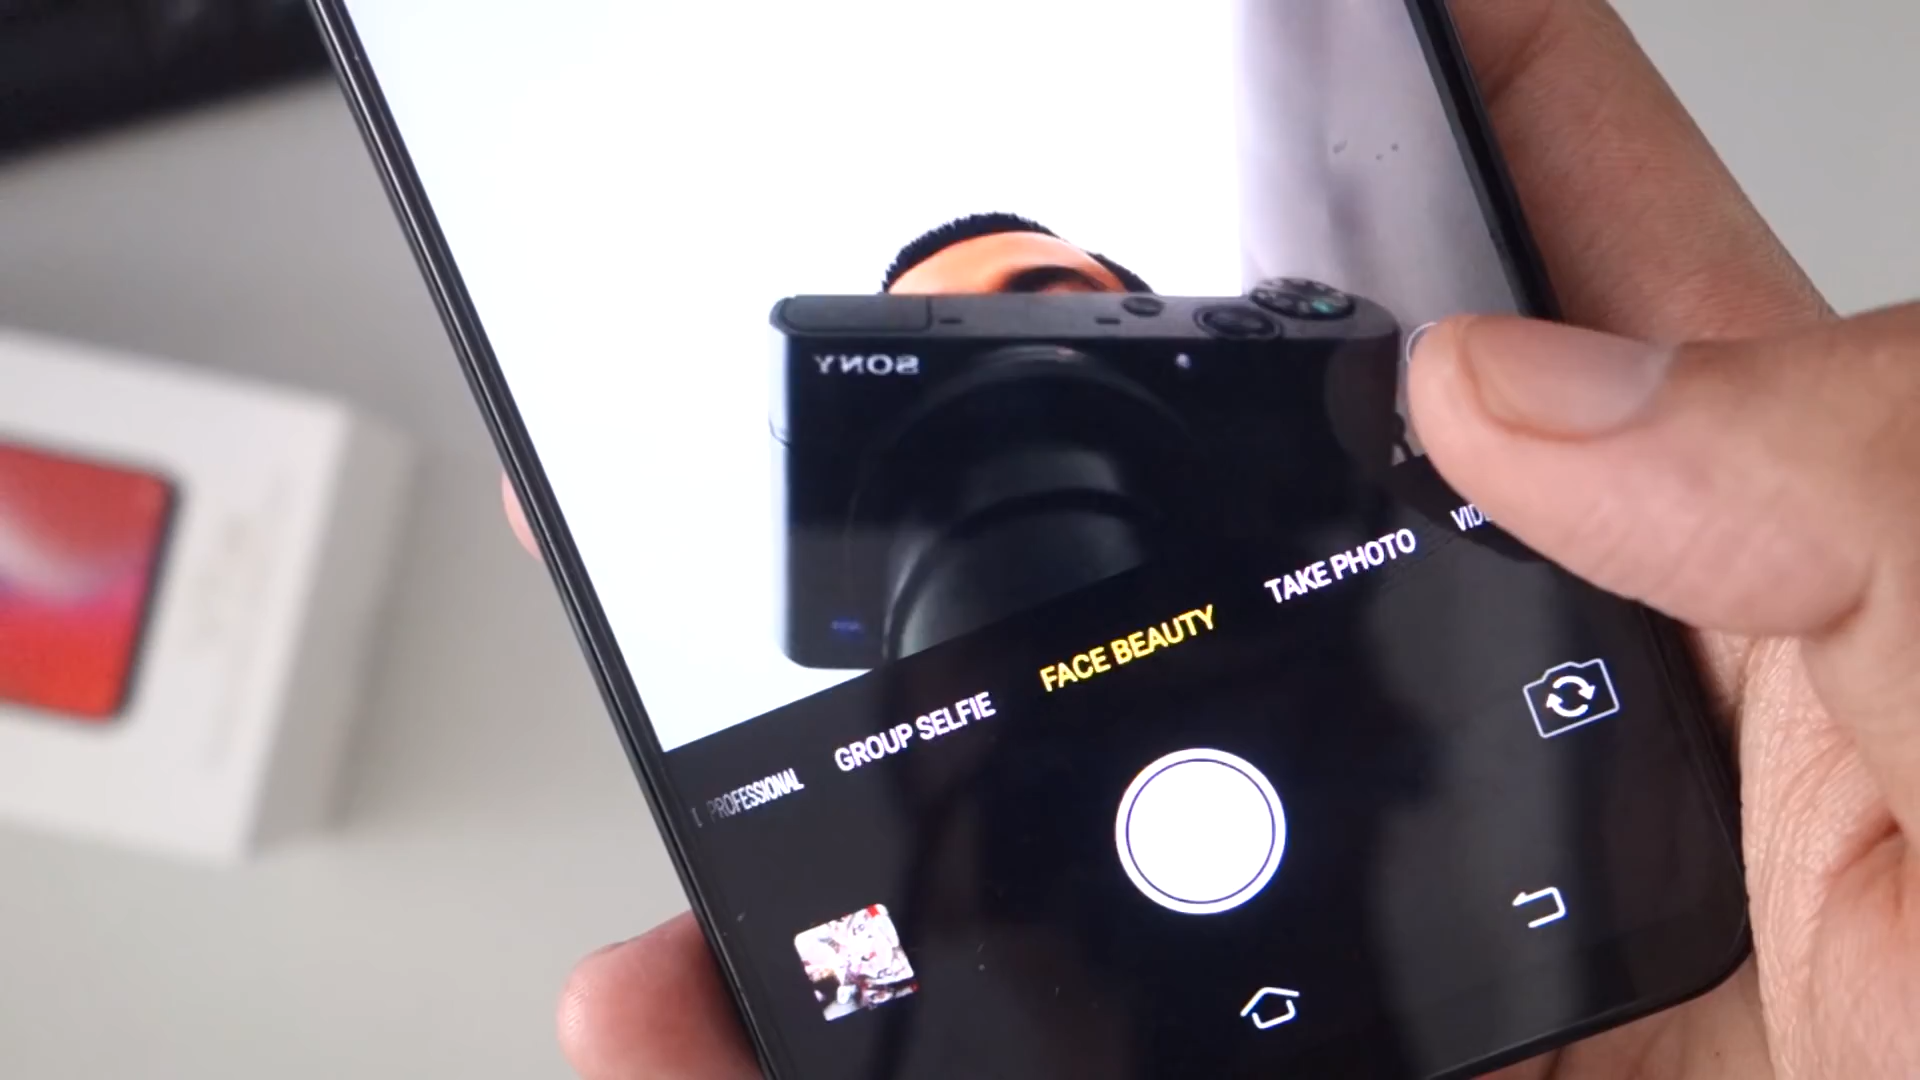 SONY
PROFESSIONAL
GROUP SELFIE
FACE BEAUTY
TAKE PHOTO